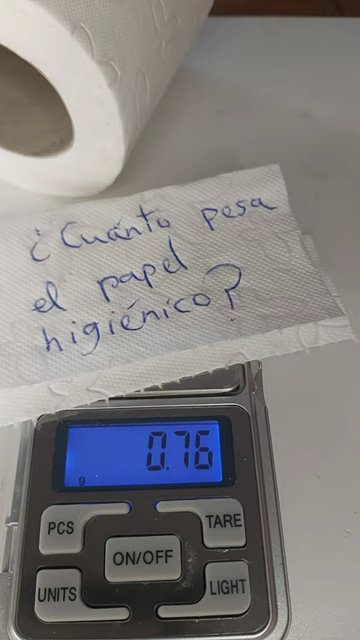 ¿Cuánto pesa
el papel
higiénico?
0.76
g
PCS
TARE
ON/OFF
UNITS
LIGHT